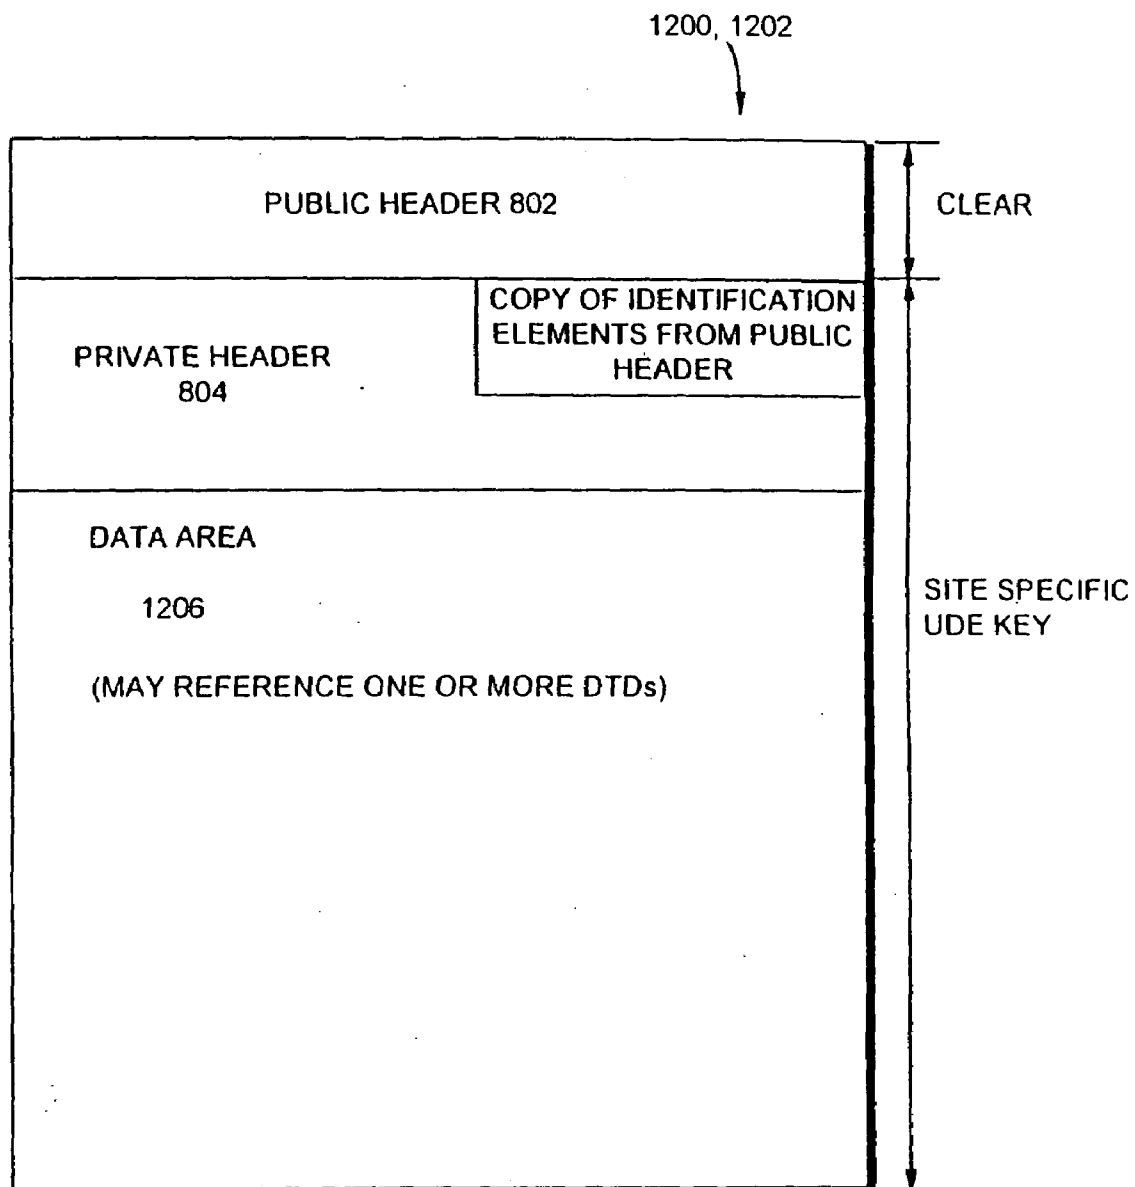 1200, 1202
PUBLIC HEADER 802
CLEAR
COPY OF IDENTIFICATION
ELEMENTS FROM PUBLIC
HEADER
PRIVATE HEADER
804
DATA AREA
1206
(MAY REFERENCE ONE OR MORE DTDs)
SITE SPECIFIC
UDE KEY